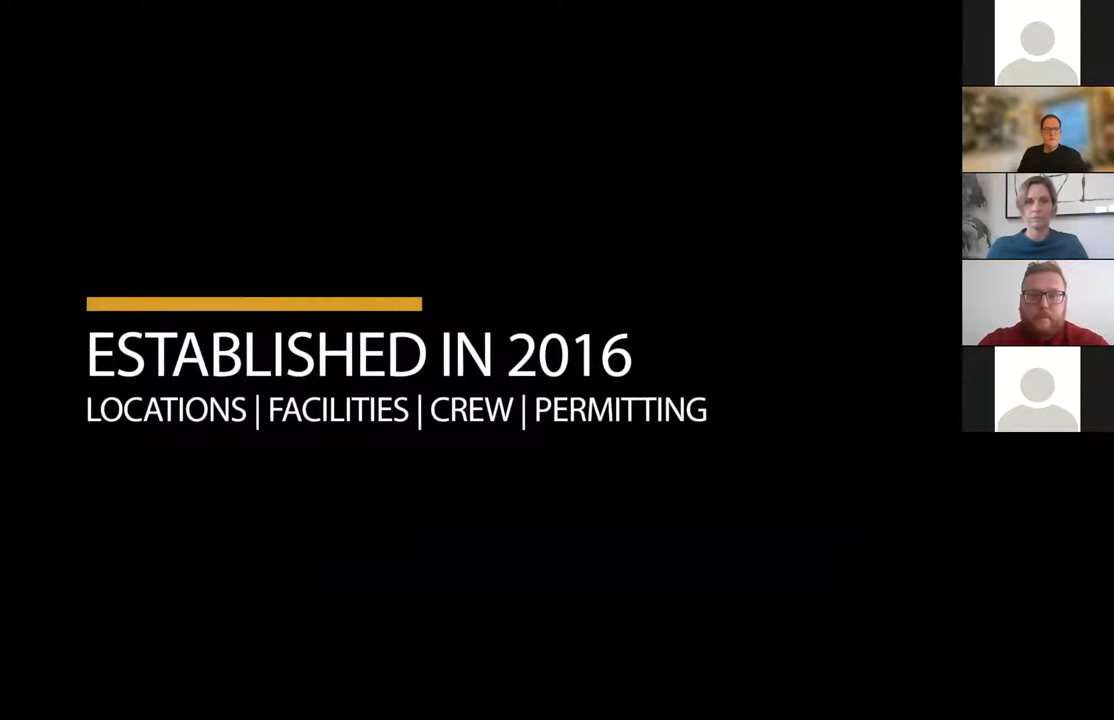 ESTABLISHED IN 2016
LOCATIONS | FACILITIES | CREW | PERMITTING